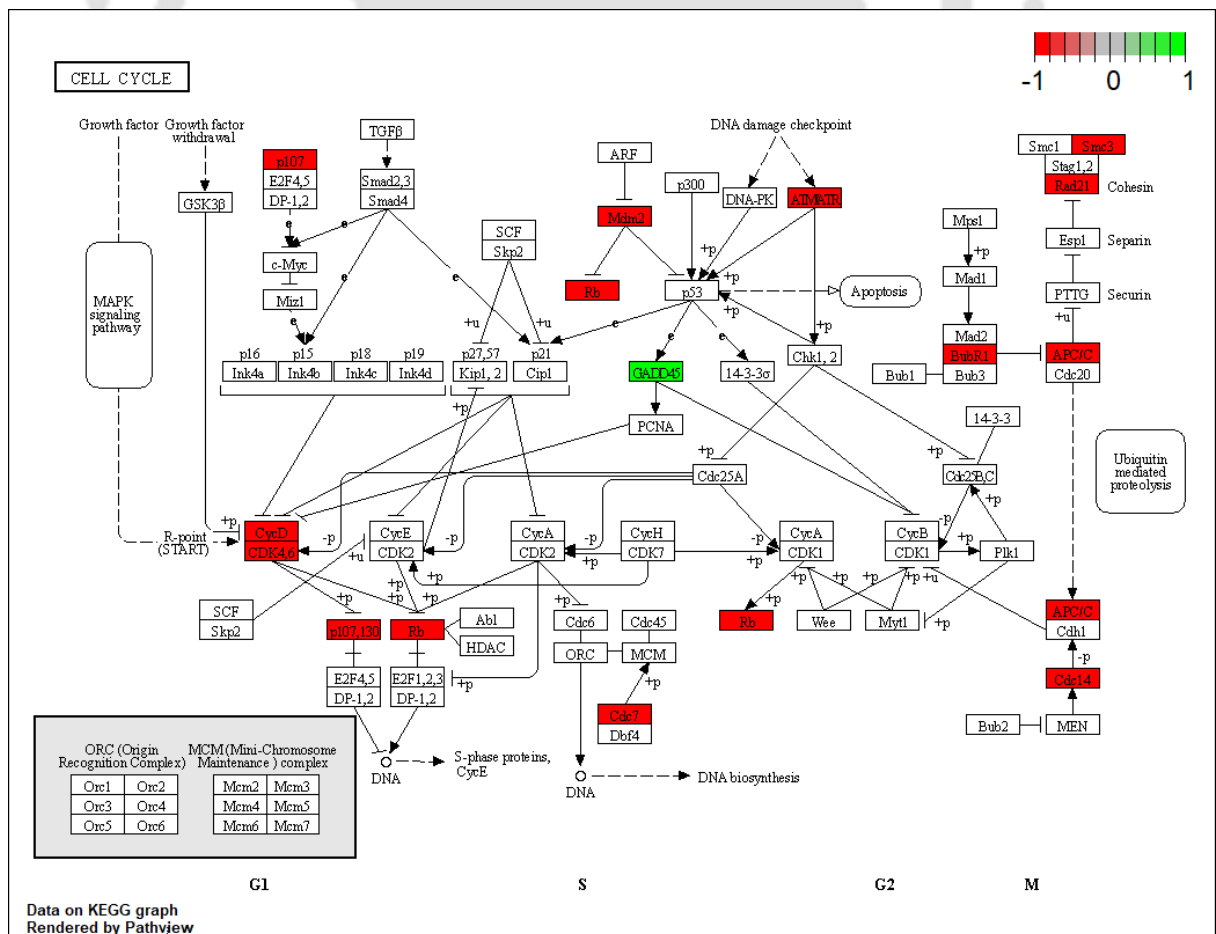 -1 0 1
CELL CYCLE
Growth factor
Growth factor
withdrawal
TGFβ
DNA damage checkpoint
ARF
Smc1 Smc3
Stag1,2
Rad21 Cohesin
p107
E2F4,5
DP-1,2
Smad2,3
Smad4
p300
DNA-PK
ATMATR
GSK3β
Mdm2
Mps1
SCF
Skp2
+p
Esp1 Separin
e e
c-Myc
e
e
+p
+p
Mad1
Rb
p53
Apoptosis
PTTG Securin
MAPK
signaling
pathway
Miz1
e
+u +u
e
+p
e e
+p
+u
Mad2
BubR1
Bub3
Bub1
APC/C
Cdc20
p16 p15 p18 p19 p27,57 p21
Ink4a Ink4b Ink4c Ink4d Kip1, 2 Cip1
GADD45
14-3-3σ
Chk1, 2
+p
PCNA
14-3-3
+p
+p
Cdc25A
Cdc25B,C
Ubiquitin
mediated
proteolysis
R-point
(START)
+p
CycD
CDK4,6
-p
CycE
CDK2
-p
CycA
CDK2
-p
+p
CycH
CDK7
-p
+p
CycA
CDK1
CycB
CDK1
-p
+p
+p
Plk1
+u
+p
+p
+p
+p
+p
+p
+p
+p
+u
+p
SCF
Skp2
p107,130
Rb
Abl
HDAC
Cdc6
Cdc45
ORC
MCM
Rb
Wee
Myt1
APC/C
Cdh1
-p
E2F4,5
DP-1,2
E2F1,2,3
DP-1,2
+p
+p
Cdc14
Cdc7
Dbf4
Bub2
MEN
ORC (Origin
Recognition Complex)
MCM (Mini-Chromosome
Maintenance ) complex
Orc1 Orc2
Orc3 Orc4
Orc5 Orc6
Mcm2 Mcm3
Mcm4 Mcm5
Mcm6 Mcm7
DNA
S-phase proteins,
CycE
DNA
DNA biosynthesis
G1 S G2 M
Data on KEGG graph
Rendered by Pathview